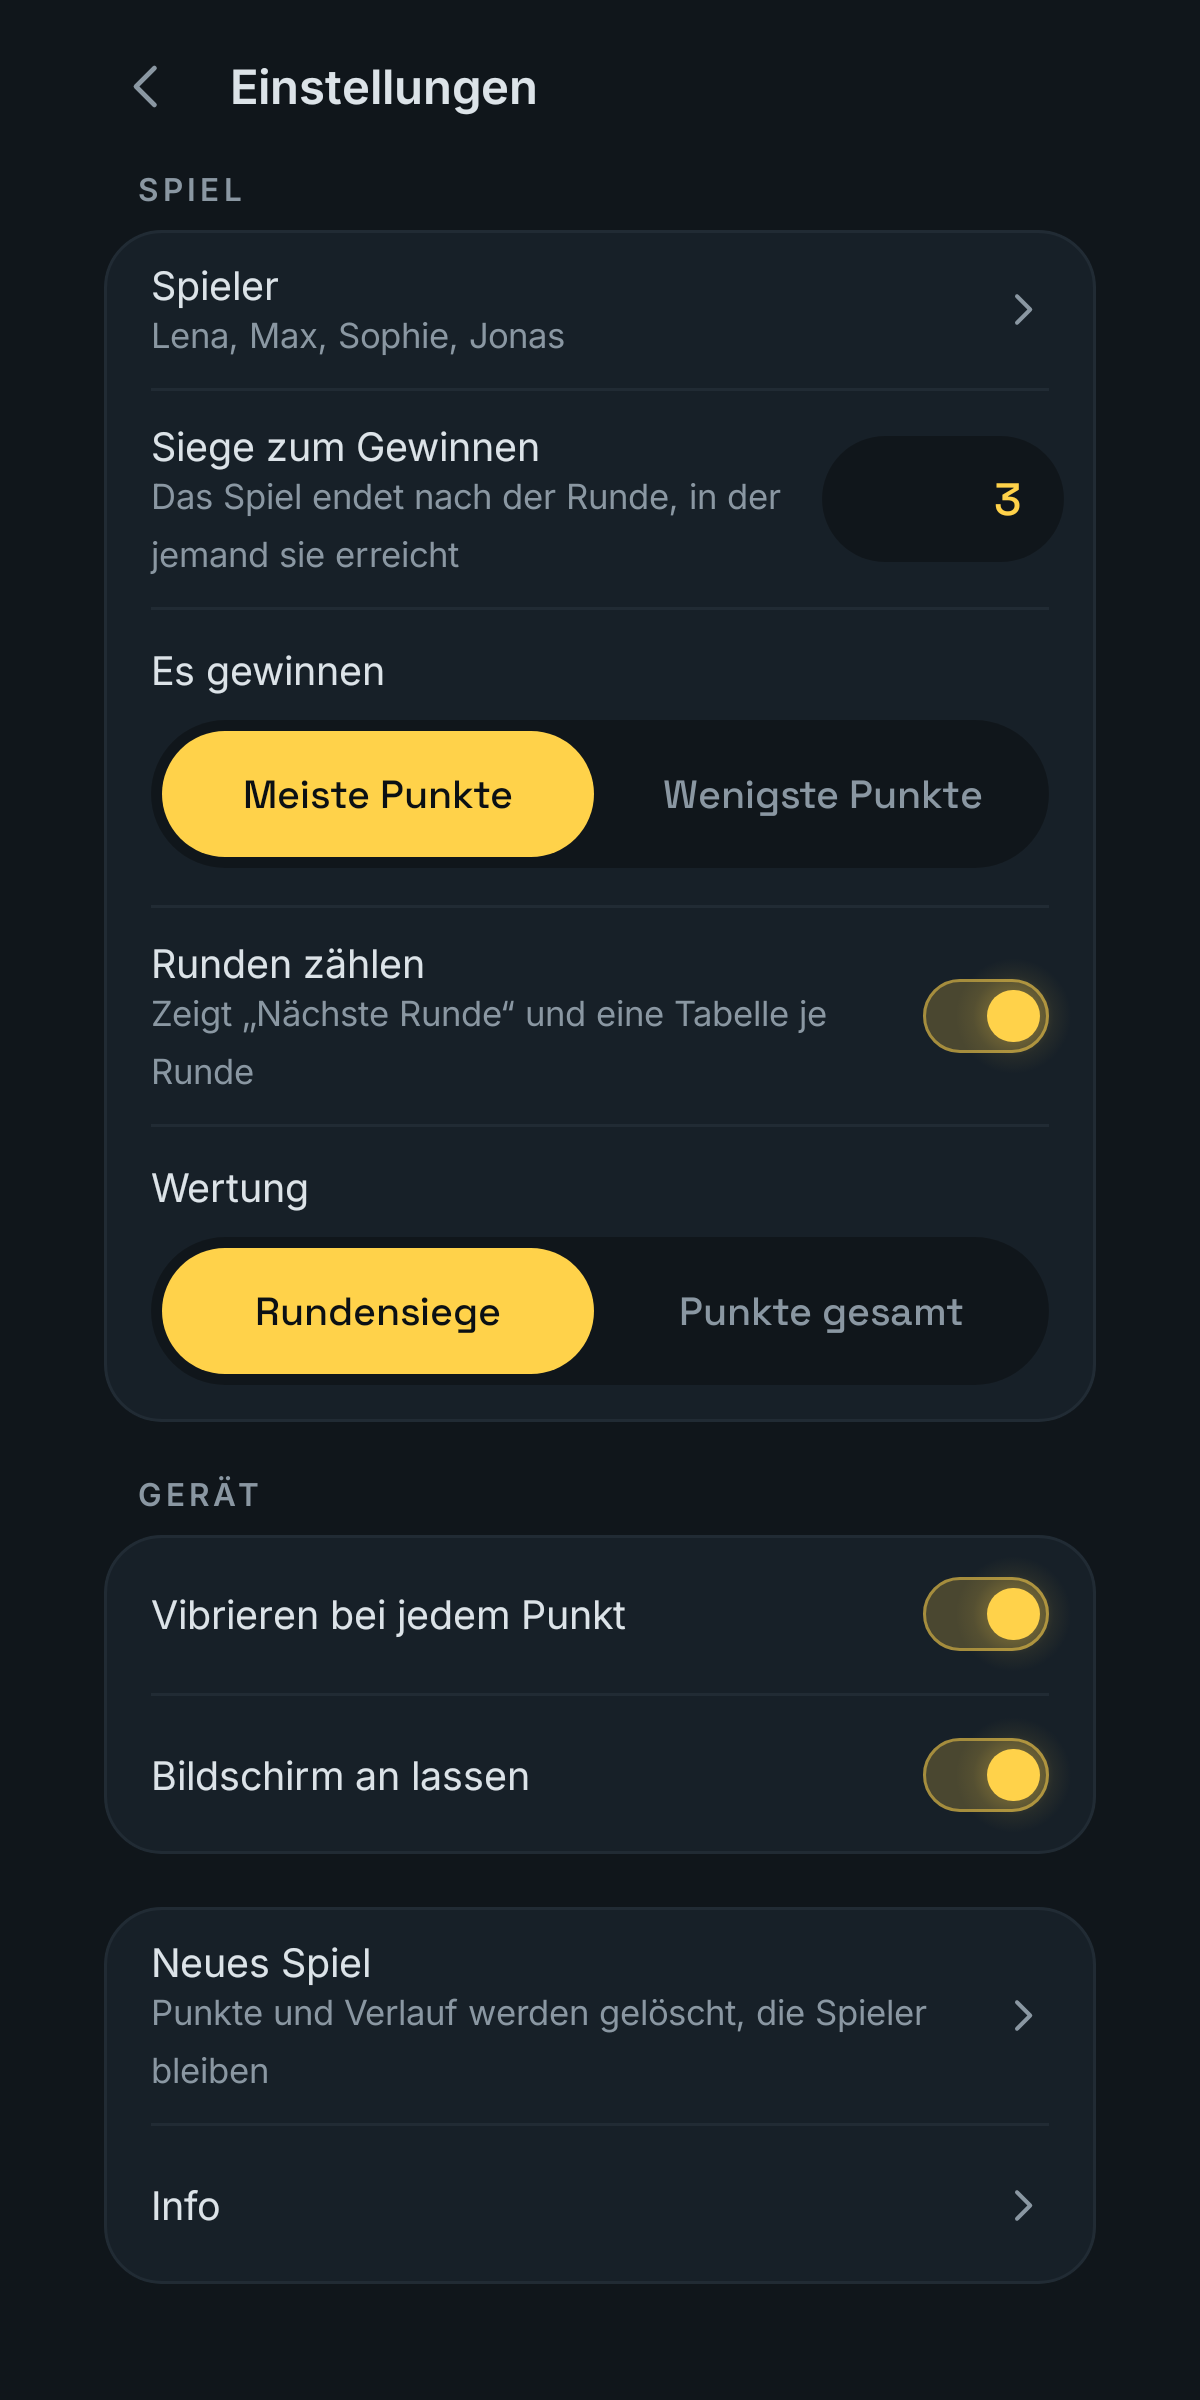 Einstellungen
SPIEL
Spieler
Lena, Max, Sophie, Jonas
Siege zum Gewinnen
Das Spiel endet nach der Runde, in der
jemand sie erreicht
3
Es gewinnen
Meiste Punkte
Wenigste Punkte
Runden zählen
Zeigt „Nächste Runde“ und eine Tabelle je
Runde
Wertung
Rundensiege
Punkte gesamt
GERÄT
Vibrieren bei jedem Punkt
Bildschirm an lassen
Neues Spiel
Punkte und Verlauf werden gelöscht, die Spieler
bleiben
Info